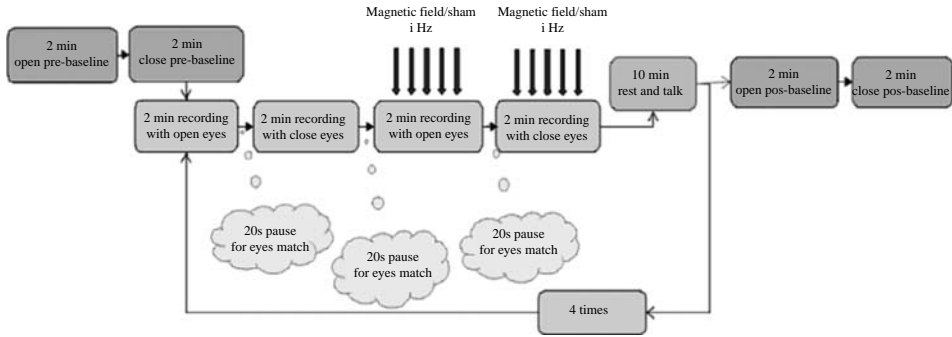 Magnetic field/sham
i Hz
Magnetic field/sham
i Hz
2 min
open pre-baseline
2 min
close pre-baseline
10 min
rest and talk
2 min
open pos-baseline
2 min
close pos-baseline
2 min recording
with open eyes
2 min recording
with close eyes
2 min recording
with open eyes
2 min recording
with close eyes
20s pause
for eyes match
20s pause
for eyes match
20s pause
for eyes match
4 times